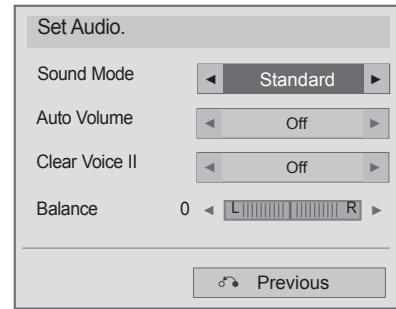 Set Audio.
Sound Mode ◄ Standard ►
Auto Volume ◄ Off ►
Clear Voice II ◄ Off ►
Balance 0 ◄ L R ►
Previous